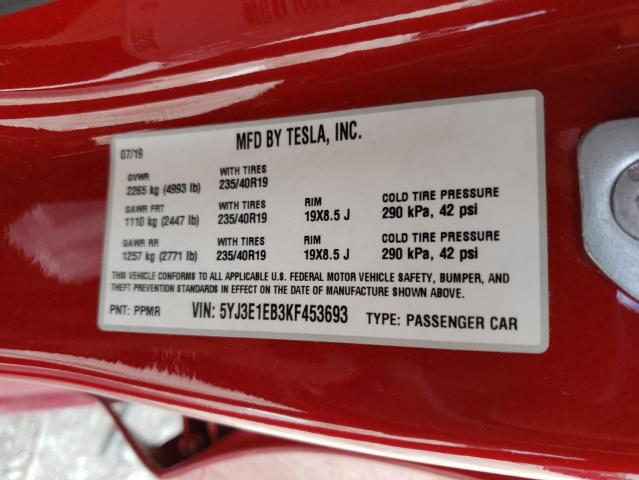 MFD BY TESLA, INC.
07/19
GVWR WITH TIRES
2265 kg (4993 lb) 235/40R19
GAWR FRT WITH TIRES RIM COLD TIRE PRESSURE
1110 kg (2447 lb) 235/40R19 19X8.5 J 290 kPa, 42 psi
GAWR RR WITH TIRES RIM COLD TIRE PRESSURE
1257 kg (2771 lb) 235/40R19 19X8.5 J 290 kPa, 42 psi
THIS VEHICLE CONFORMS TO ALL APPLICABLE U.S. FEDERAL MOTOR VEHICLE SAFETY, BUMPER, AND
THEFT PREVENTION STANDARDS IN EFFECT ON THE DATE OF MANUFACTURE SHOWN ABOVE.
PNT: PPMR VIN: 5YJ3E1EB3KF453693 TYPE: PASSENGER CAR